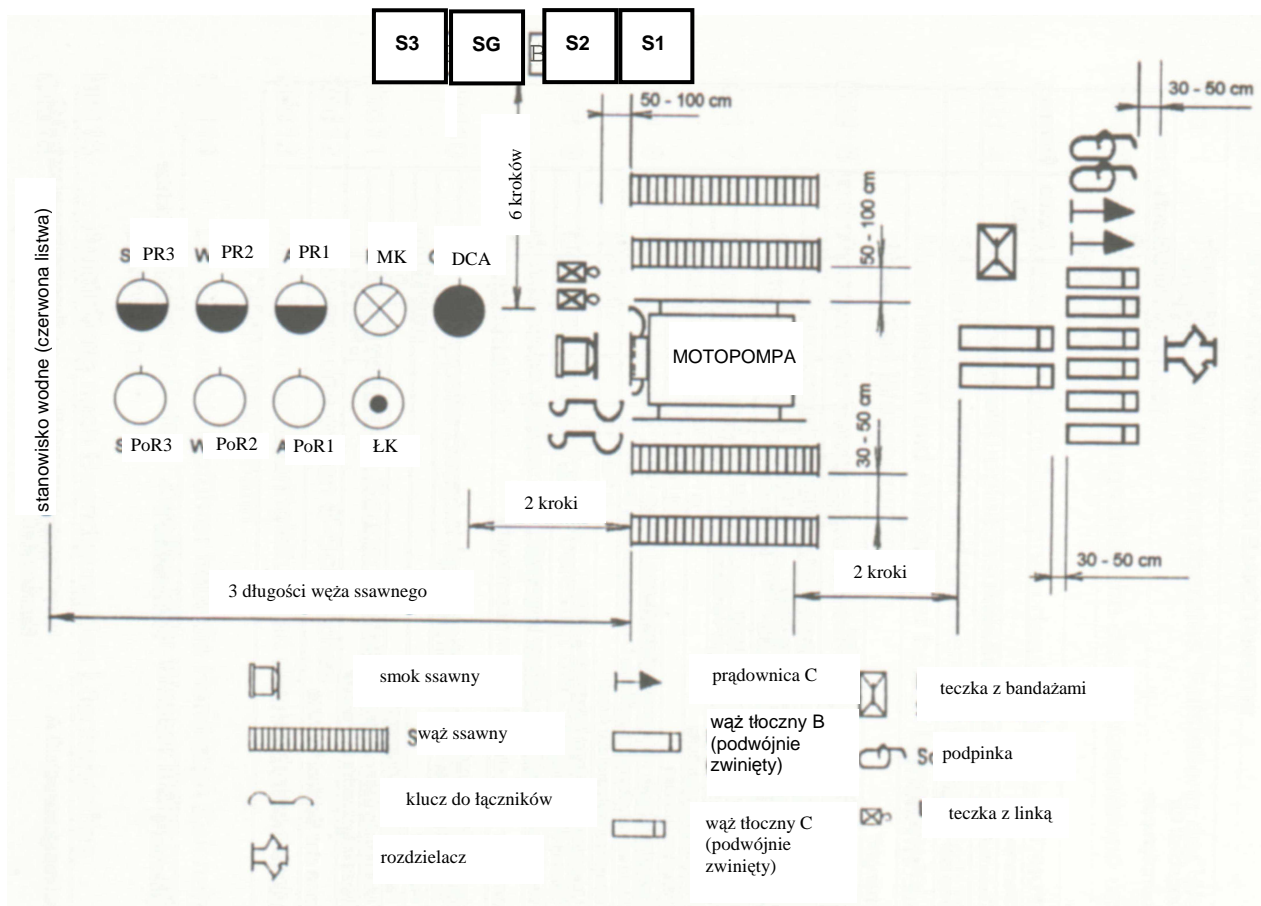 S3
SG
B
S2
S1
50 - 100 cm
30 - 50 cm
6 kroków
50 - 100 cm
stanowisko wodne (czerwona listwa)
PR3
PR2
PR1
MK
DCA
MOTOPOMPA
PoR3
PoR2
PoR1
ŁK
30 - 50 cm
2 kroki
2 kroki
30 - 50 cm
3 długości węża ssawnego
smok ssawny
wąż ssawny
klucz do łączników
rozdzielacz
prądownica C
wąż tłoczny B
(podwójnie
zwinięty)
wąż tłoczny C
(podwójnie
zwinięty)
teczka z bandażami
podpinka
teczka z linką